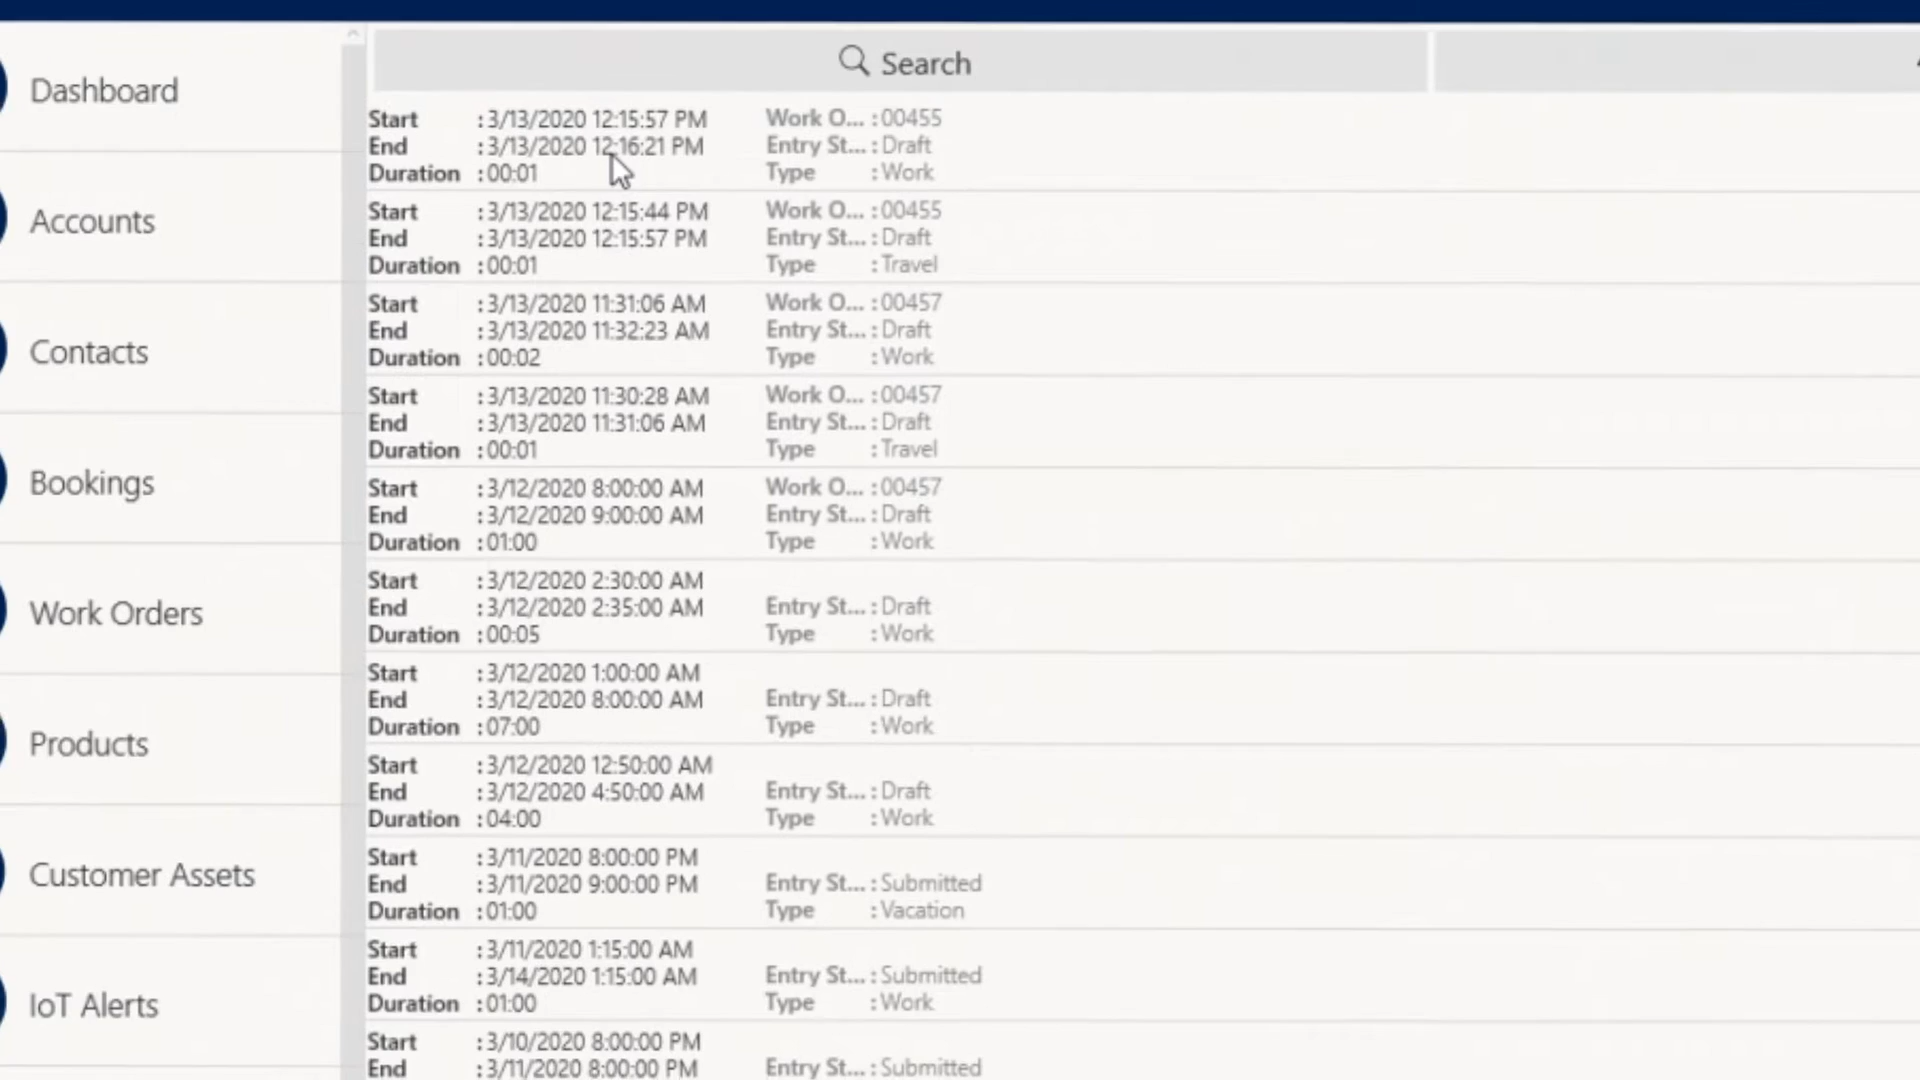 Dashboard
Accounts
Contacts
Bookings
Work Orders
Products
Customer Assets
IoT Alerts
Search
Start : 3/13/2020 12:15:57 PM Work O... : 00455
End : 3/13/2020 12:16:21 PM Entry St... : Draft
Duration : 00:01 Type : Work
Start : 3/13/2020 12:15:44 PM Work O... : 00455
End : 3/13/2020 12:15:57 PM Entry St... : Draft
Duration : 00:01 Type : Travel
Start : 3/13/2020 11:31:06 AM Work O... : 00457
End : 3/13/2020 11:32:23 AM Entry St... : Draft
Duration : 00:02 Type : Work
Start : 3/13/2020 11:30:28 AM Work O... : 00457
End : 3/13/2020 11:31:06 AM Entry St... : Draft
Duration : 00:01 Type : Travel
Start : 3/12/2020 8:00:00 AM Work O... : 00457
End : 3/12/2020 9:00:00 AM Entry St... : Draft
Duration : 01:00 Type : Work
Start : 3/12/2020 2:30:00 AM
End : 3/12/2020 2:35:00 AM Entry St... : Draft
Duration : 00:05 Type : Work
Start : 3/12/2020 1:00:00 AM
End : 3/12/2020 8:00:00 AM Entry St... : Draft
Duration : 07:00 Type : Work
Start : 3/12/2020 12:50:00 AM
End : 3/12/2020 4:50:00 AM Entry St... : Draft
Duration : 04:00 Type : Work
Start : 3/11/2020 8:00:00 PM
End : 3/11/2020 9:00:00 PM Entry St... : Submitted
Duration : 01:00 Type : Vacation
Start : 3/11/2020 1:15:00 AM
End : 3/14/2020 1:15:00 AM Entry St... : Submitted
Duration : 01:00 Type : Work
Start : 3/10/2020 8:00:00 PM
End : 3/11/2020 8:00:00 PM Entry St... : Submitted